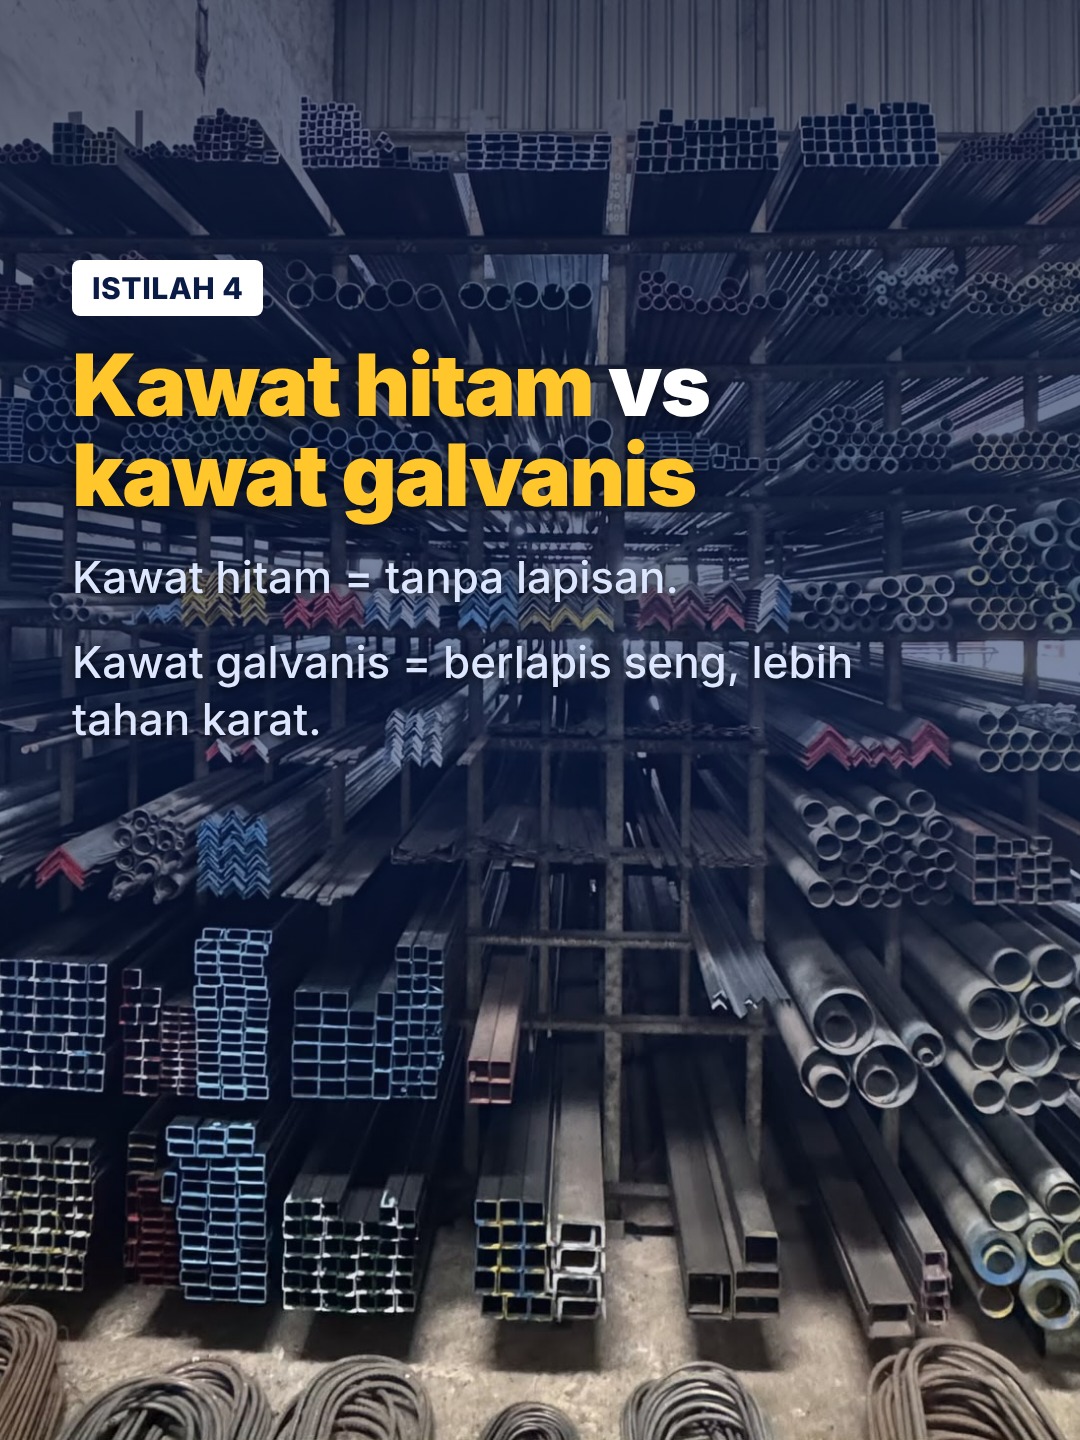 ISTILAH 4
Kawat hitam vs
kawat galvanis
Kawat hitam = tanpa lapisan.
Kawat galvanis = berlapis seng, lebih
tahan karat.